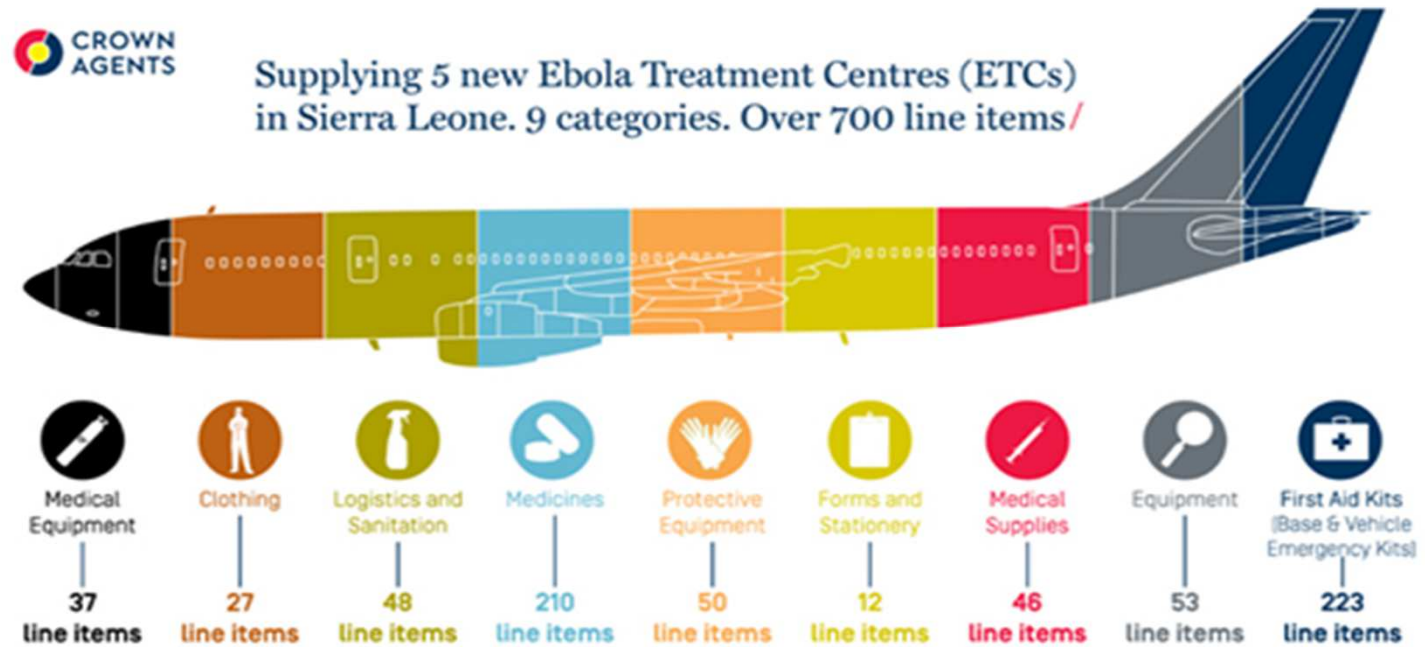 CROWN
AGENTS
Supplying 5 new Ebola Treatment Centres (ETCs)
in Sierra Leone. 9 categories. Over 700 line items/
Medical
Equipment
37
line items
Clothing
27
line items
Logistics and
Sanitation
48
line items
Medicines
210
line items
Protective
Equipment
50
line items
Forms and
Stationery
12
line items
Medical
Supplies
46
line items
Equipment
53
line items
First Aid Kits
(Base & Vehicle
Emergency Kits)
223
line items